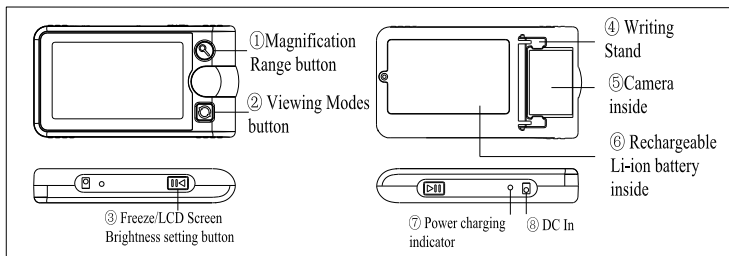 ①Magnification
Range button
② Viewing Modes
button
③ Freeze/LCD Screen
Brightness setting button
④ Writing
Stand
⑤Camera
inside
⑥ Rechargeable
Li-ion battery
inside
⑦ Power charging
indicator
⑧ DC In